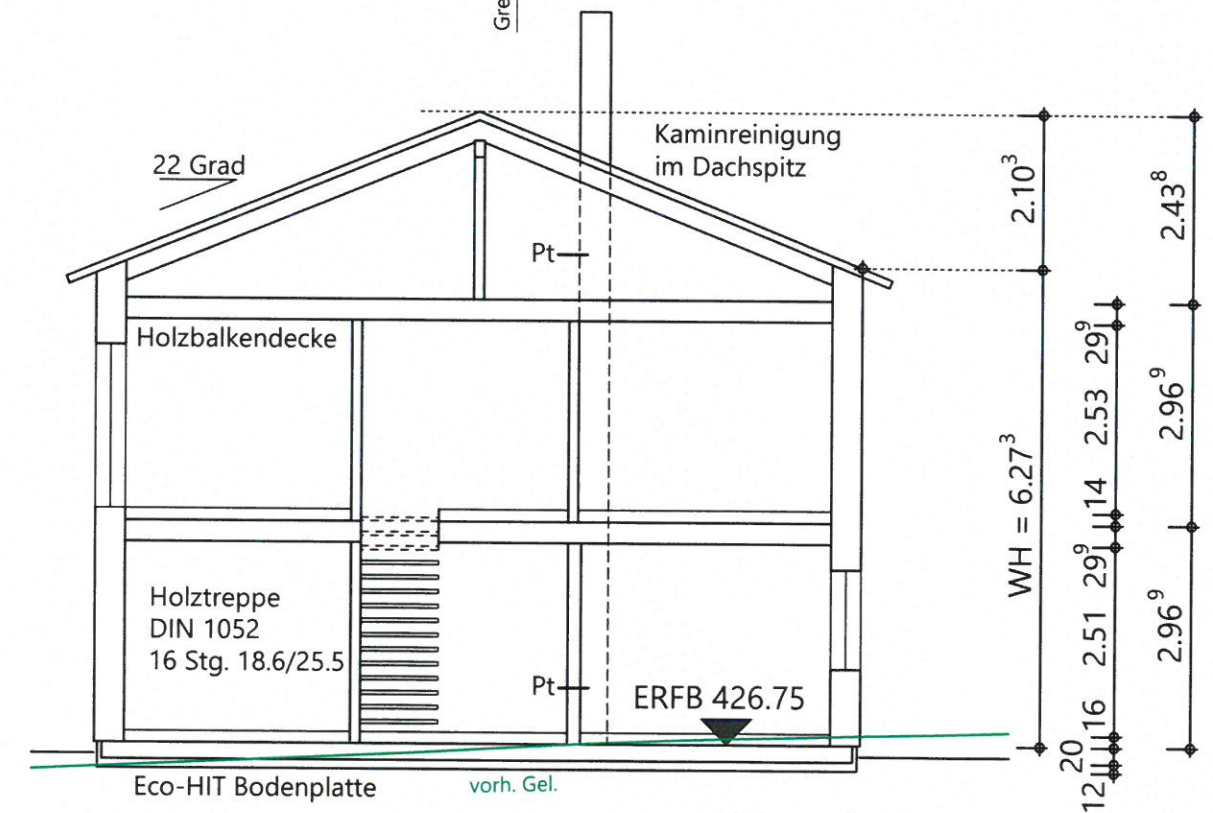 Gre
22 Grad
Kaminreinigung
im Dachspitz
Pt
Holzbalkendecke
Holztreppe
DIN 1052
16 Stg. 18.6/25.5
Pt
ERFB 426.75
Eco-HIT Bodenplatte
vorh. Gel.
2.10³
WH = 6.27³
29⁹
2.53
14
29⁹
2.51
16
20
12
2.43⁸
2.96⁹
2.96⁹